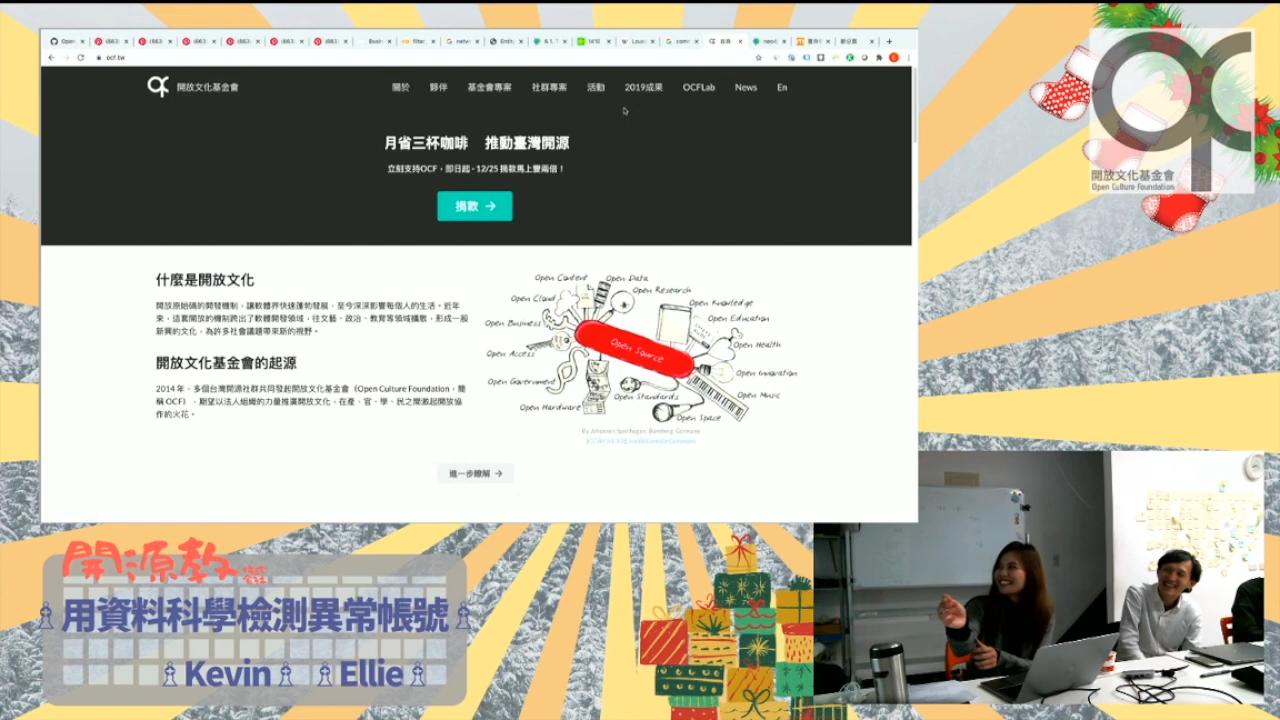 ocf.tw
開放文化基金會
關於 夥伴 基金會專案 社群專案 活動 2019成果 OCFLab News En
月省三杯咖啡 推動臺灣開源
立刻支持OCF，即日起 - 12/25 捐款馬上變兩倍！
捐款 →
什麼是開放文化
開放原始碼的開發機制，讓軟體界快速蓬勃發展，至今深深影響每個人的生活。近年
來，這套開放的機制跨出了軟體開發領域，往文藝、政治、教育等領域擴散，形成一股
新興的文化，為許多社會議題帶來新的視野。
開放文化基金會的起源
2014 年，多個台灣開源社群共同發起開放文化基金會（Open Culture Foundation，簡
稱 OCF），期望以法人組織的力量推廣開放文化，在產、官、學、民之間激起開放協
作的火花。
Open Content
Open Data
Open Research
Open Cloud
Open Knowledge
Open Education
Open Business
Open Health
Open Source
Open Access
Open Innovation
Open Government
Open Standards
Open Music
Open Hardware
Open Space
進一步瞭解 →
開放文化基金會
Open Culture Foundation
開源教
用資料科學檢測異常帳號
Kevin Ellie